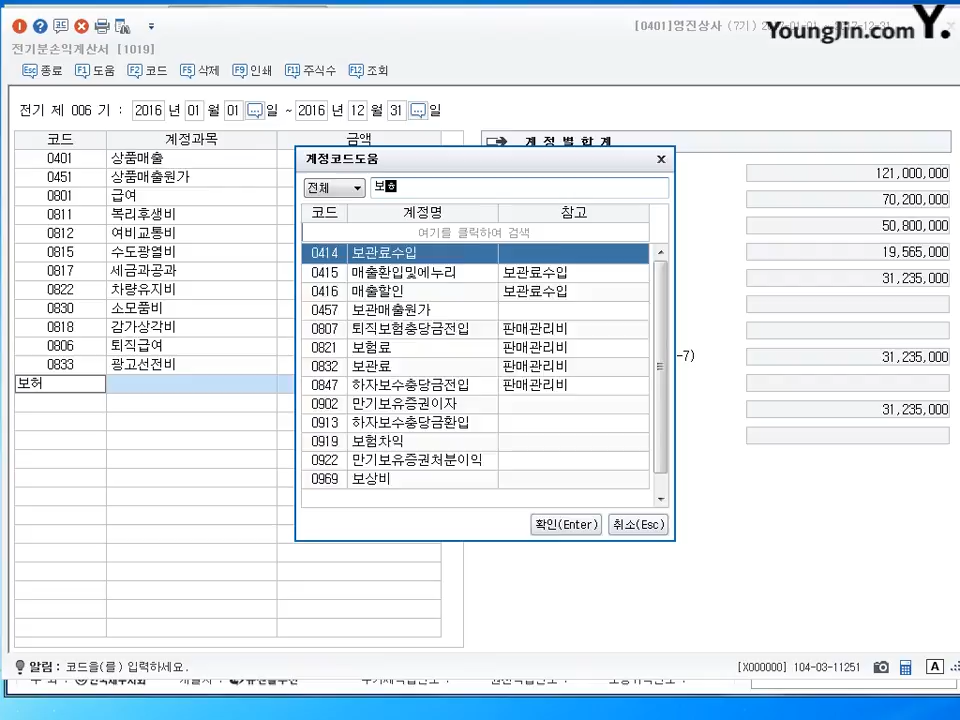 [0401]영진상사 (7기)
YoungJin.com Y.
전기분손익계산서 [1019]
Esc 종료 F1 도움 F2 코드 F5 삭제 F9 인쇄 F11 주식수 F12 조회
전기 제 006 기 : 2016 년 01 월 01 일 ~ 2016 년 12 월 31 일
코드 계정과목 금액
0401 상품매출
0451 상품매출원가
0801 급여
0811 복리후생비
0812 여비교통비
0815 수도광열비
0817 세금과공과
0822 차량유지비
0830 소모품비
0818 감가상각비
0806 퇴직급여
0833 광고선전비
보허
계정코드도움 x
전체 보ㅎ
코드 계정명 참고
여기를 클릭하여 검색
0414 보관료수입
0415 매출환입및에누리 보관료수입
0416 매출할인 보관료수입
0457 보관매출원가
0807 퇴직보험충당금전입 판매관리비
0821 보험료 판매관리비
0832 보관료 판매관리비
0847 하자보수충당금전입 판매관리비
0902 만기보유증권이자
0913 하자보수충당금환입
0919 보험차익
0922 만기보유증권처분이익
0969 보상비
확인(Enter) 취소(Esc)
계 정 별 합 계
121,000,000
70,200,000
50,800,000
19,565,000
31,235,000
-7) 31,235,000
31,235,000
알림 : 코드을(를) 입력하세요.
[X000000] 104-03-11251 A